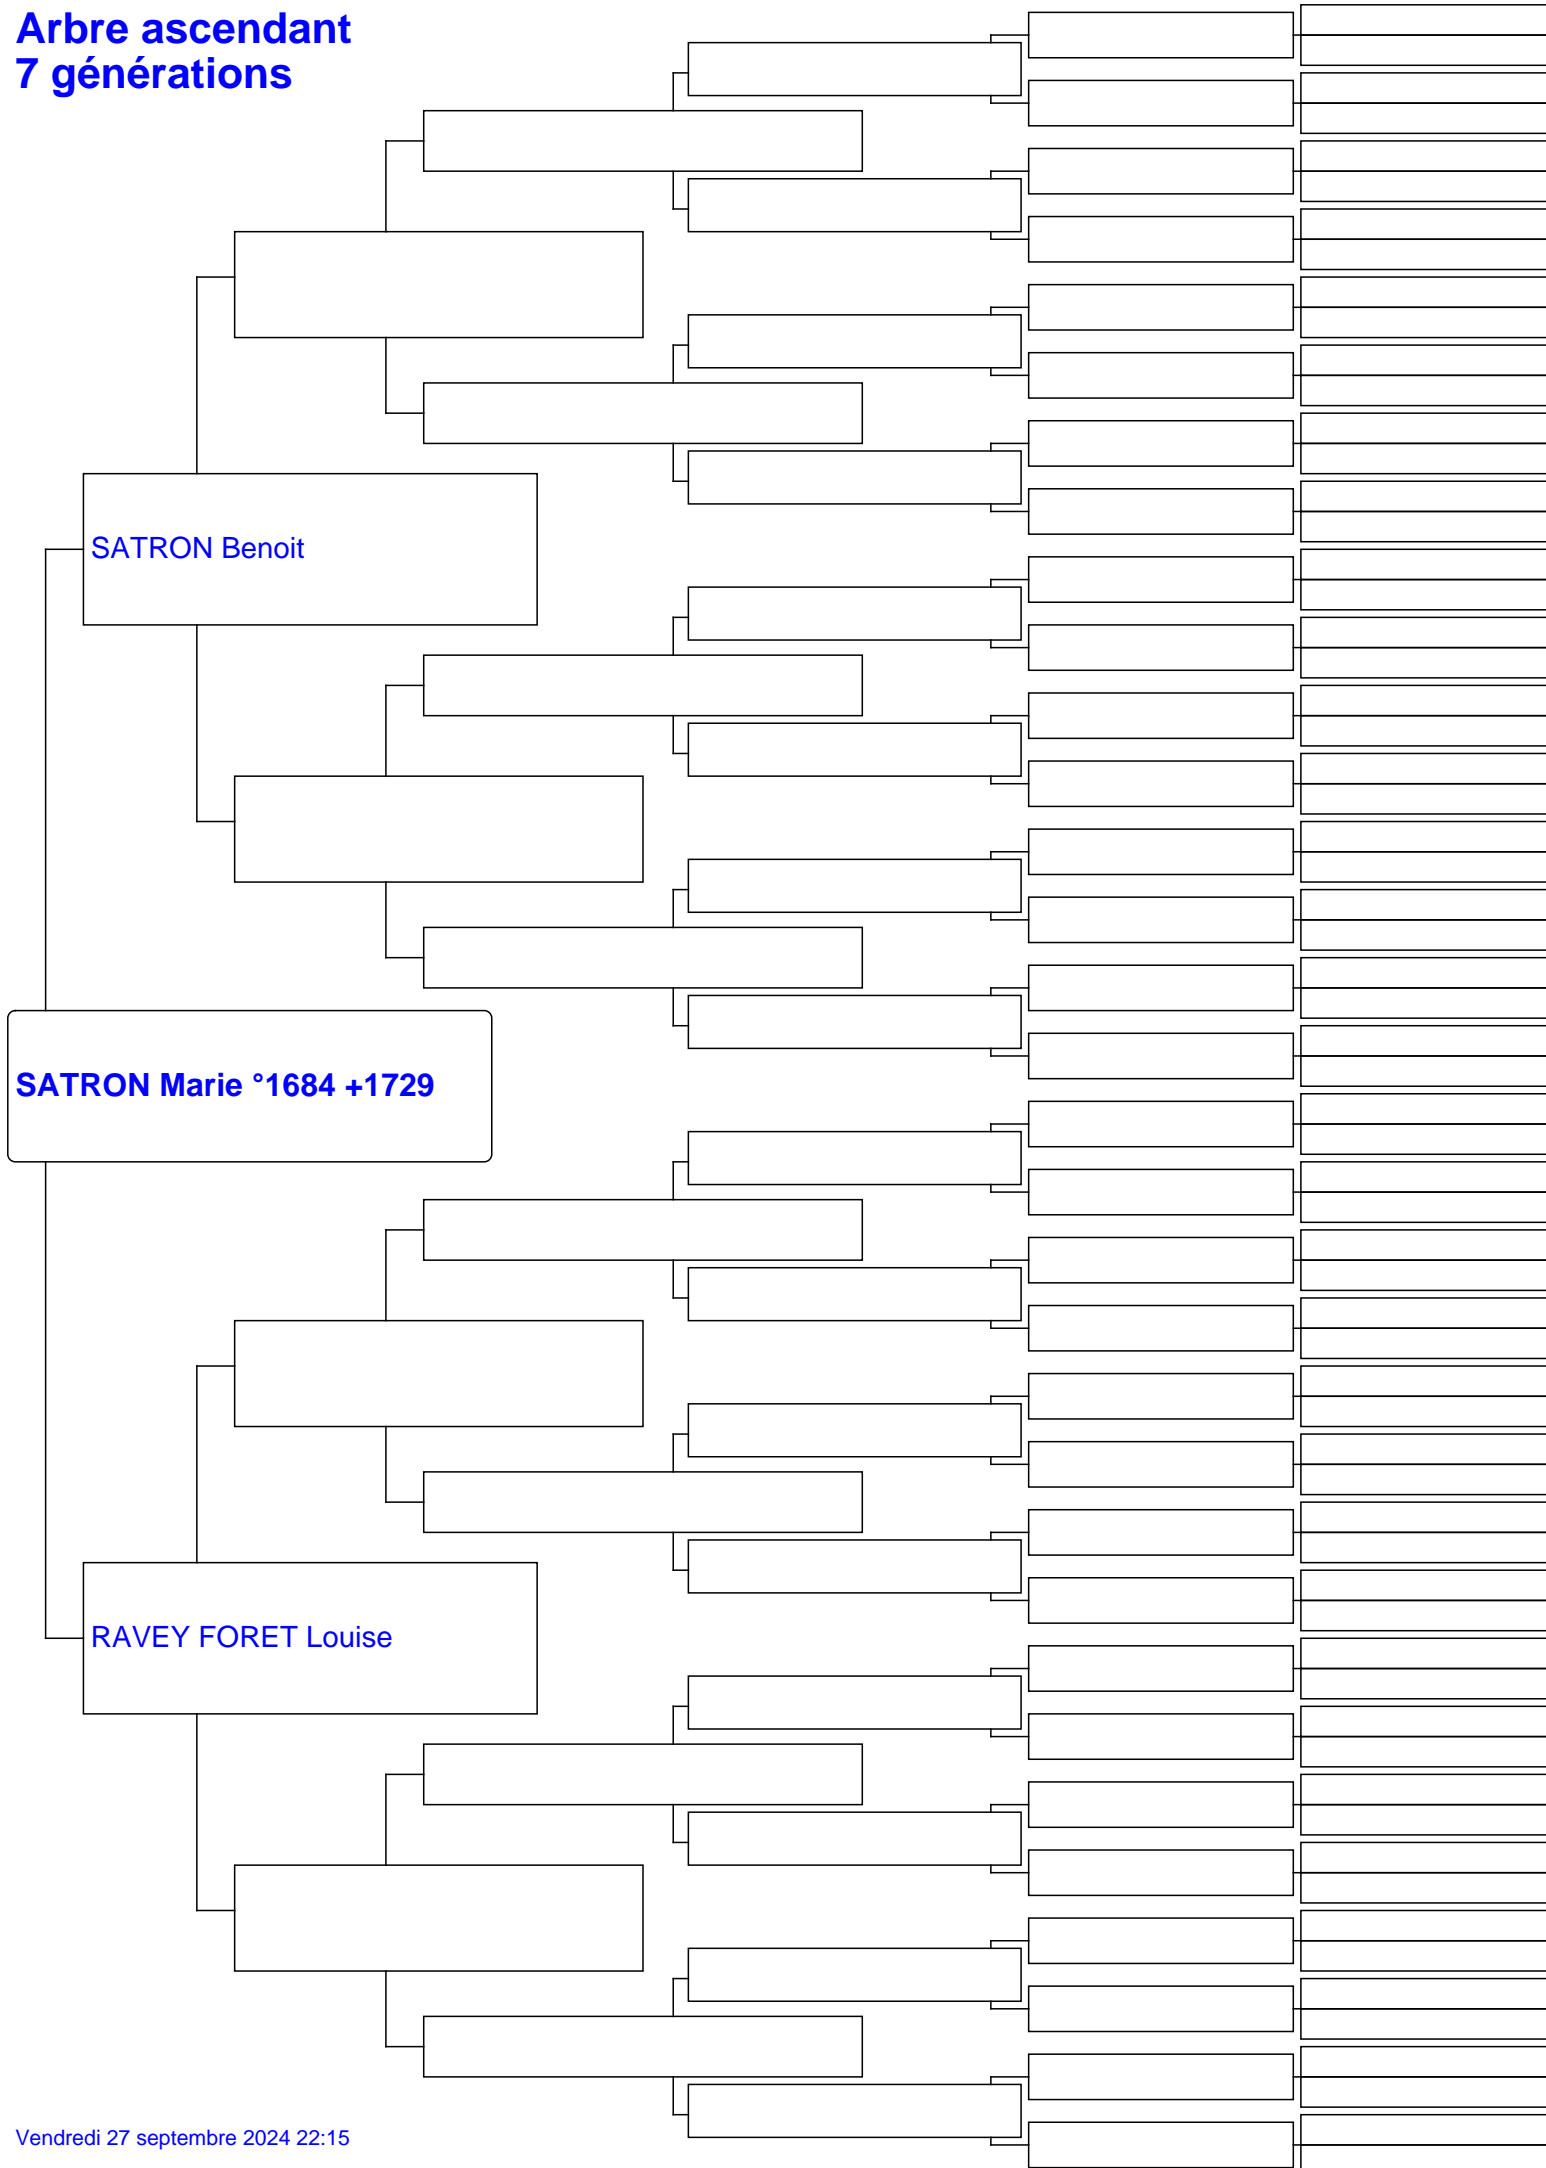 Arbre ascendant
7 générations
SATRON Benoit
SATRON Marie °1684 +1729
RAVEY FORET Louise
Vendredi 27 septembre 2024 22:15